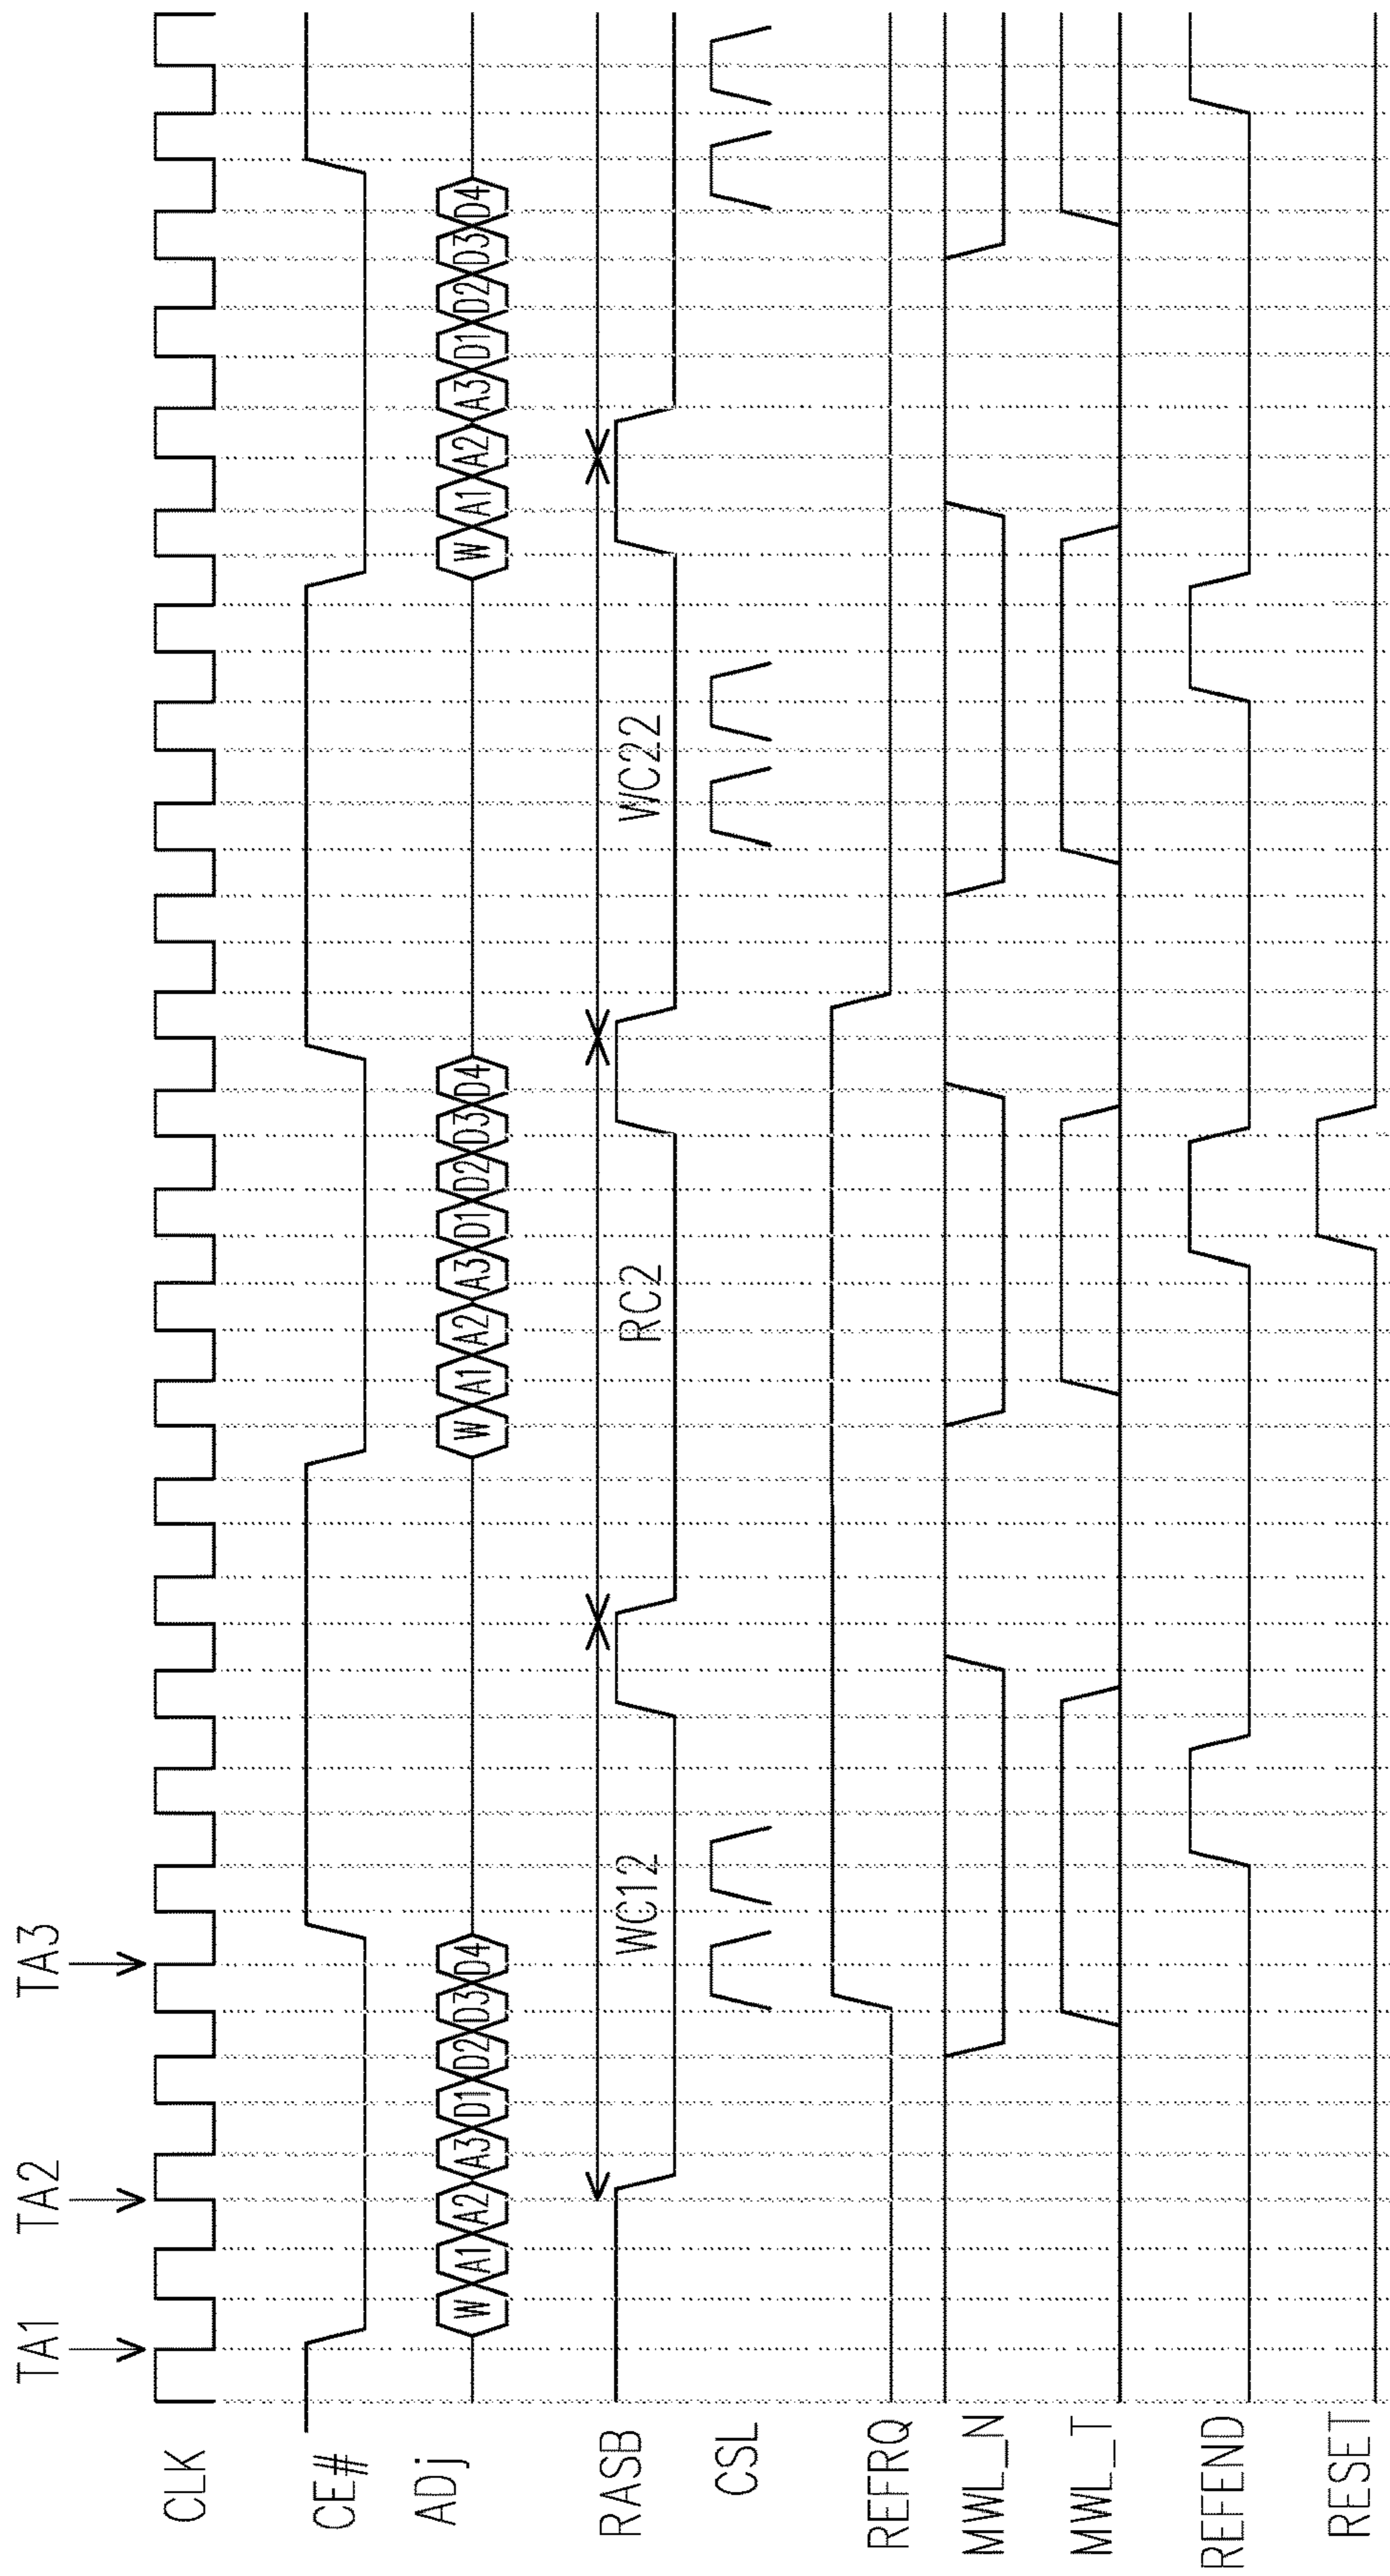 TA1 TA2 TA3
CLK
CE#
ADj W A1 A2 A3 D1 D2 D3 D4 W A1 A2 A3 D1 D2 D3 D4 W A1 A2 A3 D1 D2 D3 D4
RASB WC12 RC2 WC22
CSL
REFRQ
MWL_N
MWL_T
REFEND
RESET